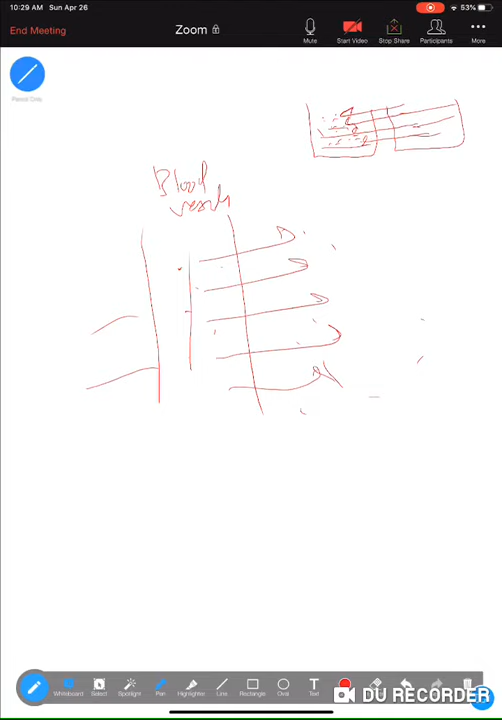 10:29 AM Sun Apr 26
53%
End Meeting
Zoom
Mute
Start Video
Stop Share
Participants
More
Blood
Whiteboard
Select
Spotlight
Pen
Highlighter
Line
Rectangle
Oval
Text
DU RECORDER